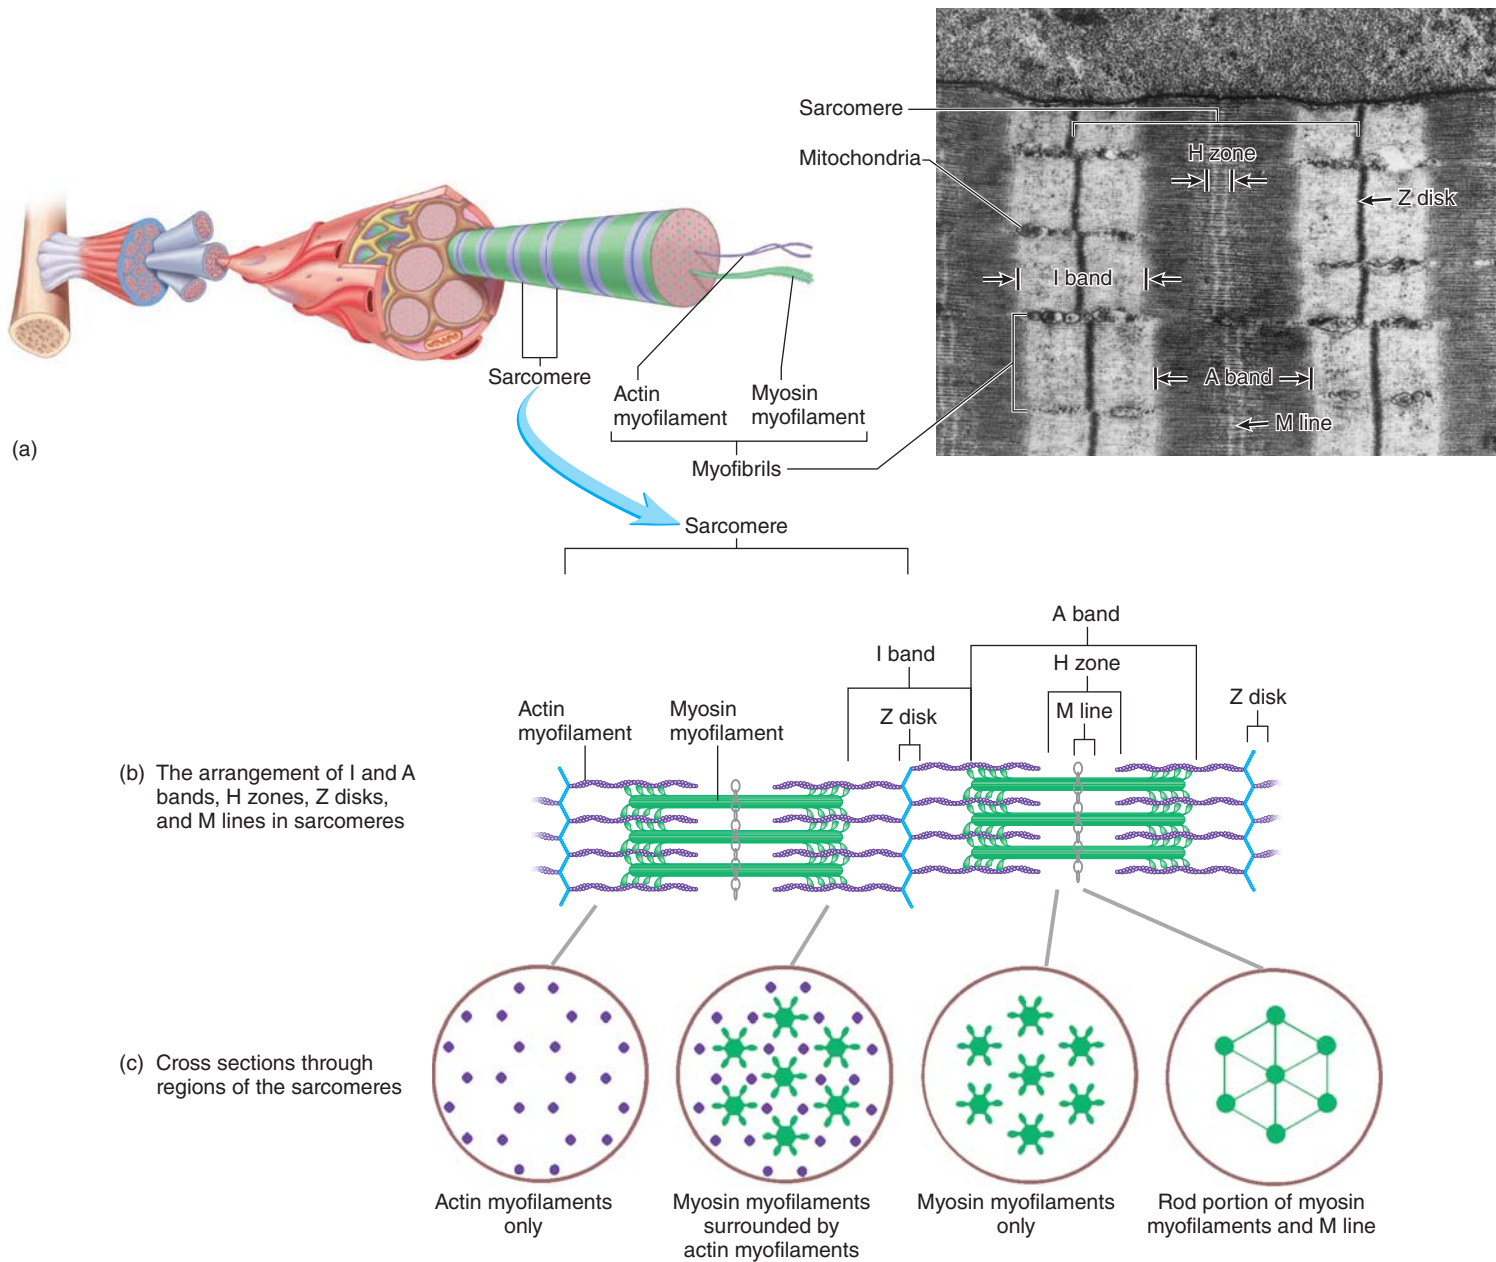 Sarcomere
Mitochondria
H zone
Z disk
I band
A band
M line
Sarcomere
Actin
myofilament
Myosin
myofilament
Myofibrils
(a)
Sarcomere
A band
I band
H zone
Z disk
M line
Z disk
Actin
myofilament
Myosin
myofilament
(b) The arrangement of I and A
bands, H zones, Z disks,
and M lines in sarcomeres
(c) Cross sections through
regions of the sarcomeres
Actin myofilaments
only
Myosin myofilaments
surrounded by
actin myofilaments
Myosin myofilaments
only
Rod portion of myosin
myofilaments and M line